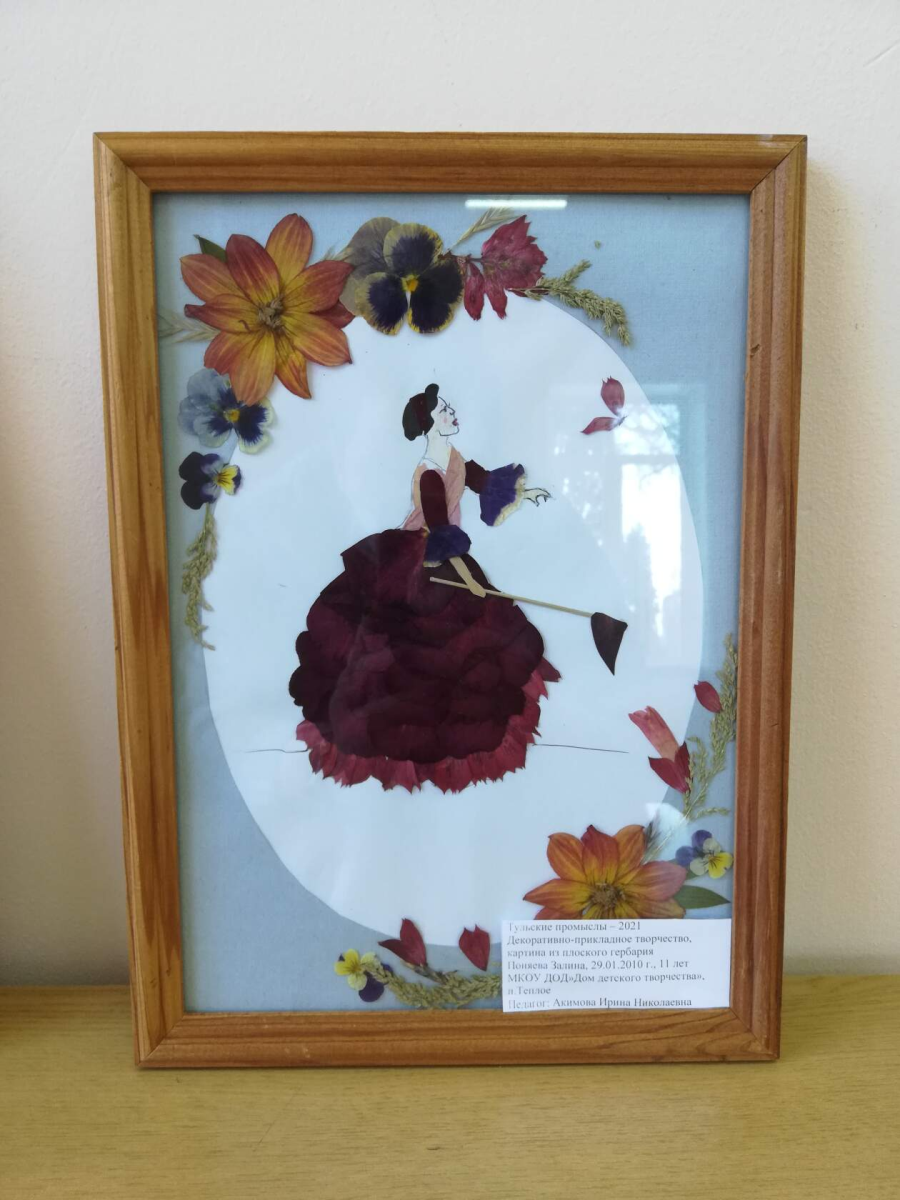 Тульские промыслы – 2021
Декоративно-прикладное творчество,
картина из плоского гербария
Поняева Залина, 29.01.2010 г., 11 лет
МКОУ ДОД»Дом детского творчества»,
п.Теплое
Педагог: Акимова Ирина Николаевна